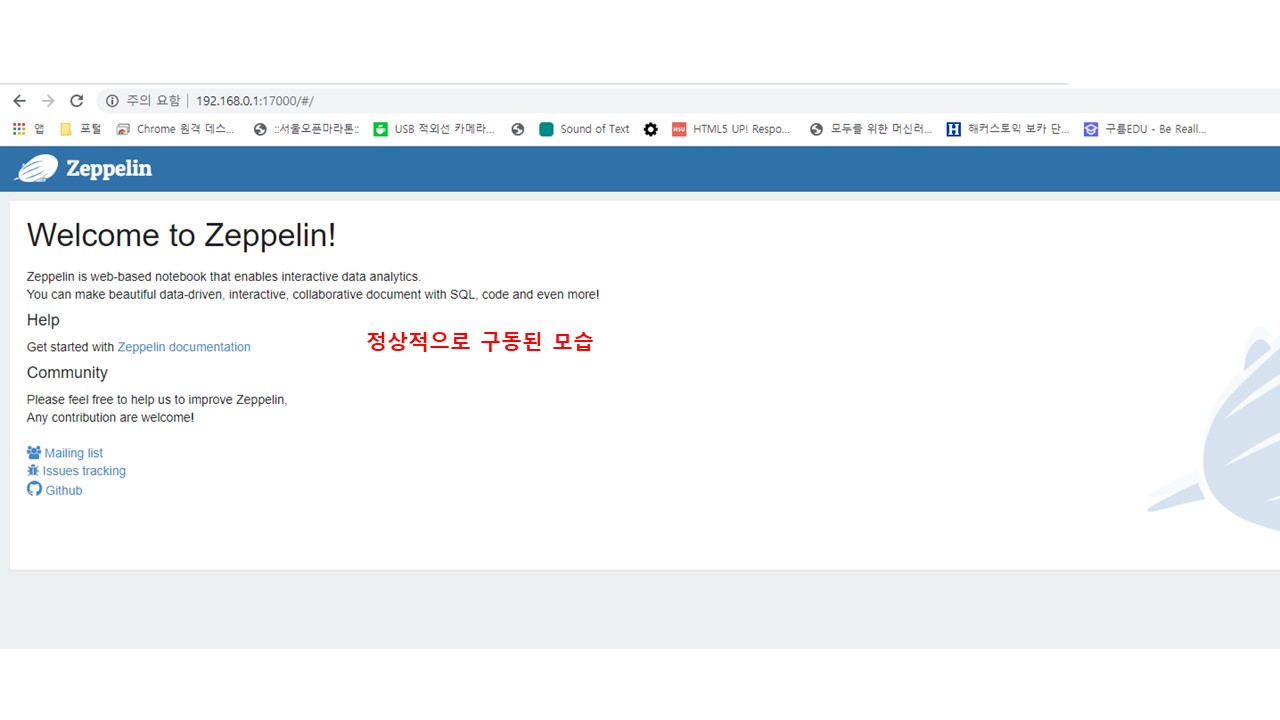 주의 요함 | 192.168.0.1:17000/#/
앱 포털 Chrome 원격 데스... ::서울오픈마라톤:: USB 적외선 카메라... Sound of Text HSU HTML5 UP! Respo... 모두를 위한 머신러... H 해커스토익 보카 단... 구름EDU - Be Reall...
Zeppelin
Welcome to Zeppelin!
Zeppelin is web-based notebook that enables interactive data analytics.
You can make beautiful data-driven, interactive, collaborative document with SQL, code and even more!
Help
Get started with Zeppelin documentation
정상적으로 구동된 모습
Community
Please feel free to help us to improve Zeppelin,
Any contribution are welcome!
Mailing list
Issues tracking
Github